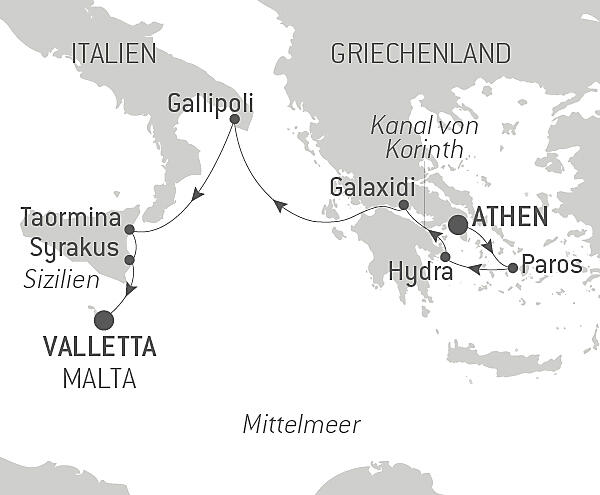 ITALIEN
GRIECHENLAND
Gallipoli
Kanal von
Korinth
Galaxidi
Taormina
ATHEN
Syrakus
Hydra
Paros
Sizilien
VALLETTA
MALTA
Mittelmeer